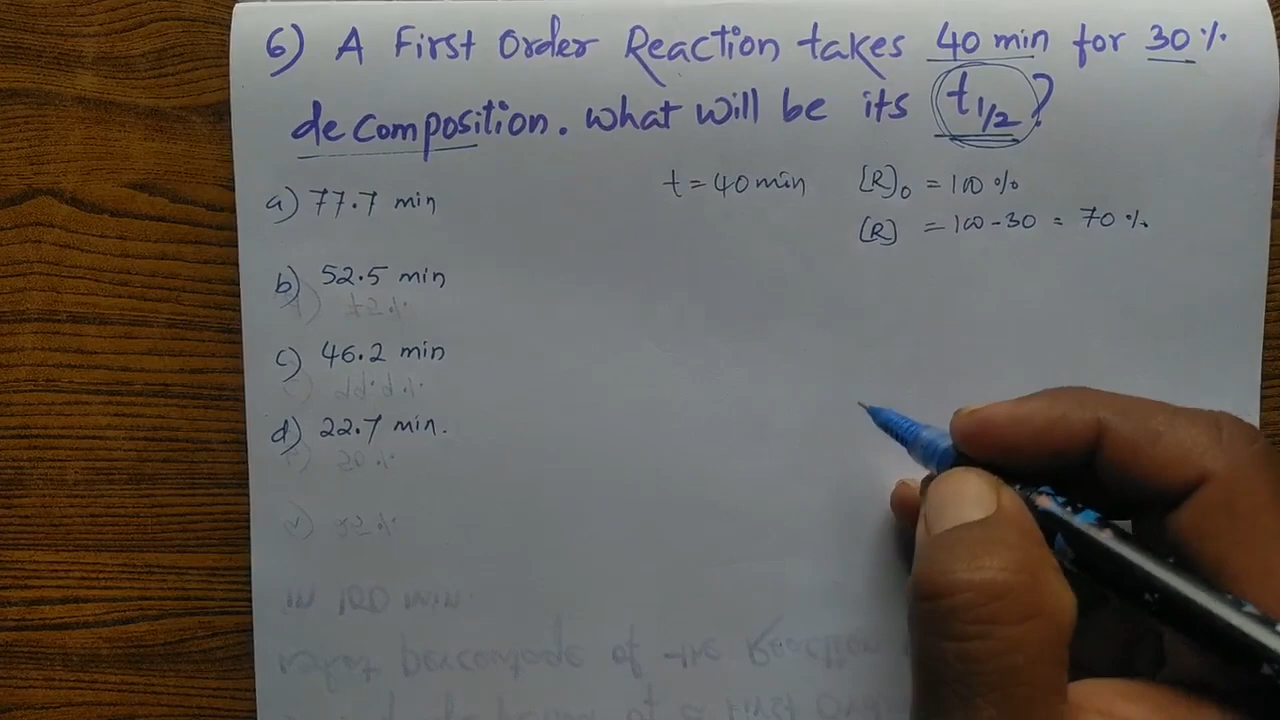 6) A First Order Reaction takes 40 min for 30 %
decomposition. what will be its t1/2?
t = 40 min
[R]0 = 100 %
[R] = 100 - 30 = 70 %
a) 77.7 min
b) 52.5 min
c) 46.2 min
d) 22.7 min.